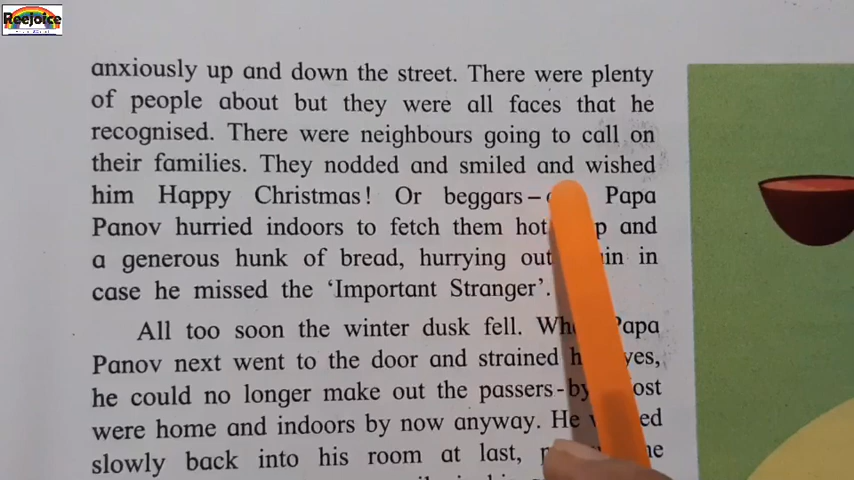 Reejoice
anxiously up and down the street. There were plenty
of people about but they were all faces that he
recognised. There were neighbours going to call on
their families. They nodded and smiled and wished
him Happy Christmas! Or beggars – Papa
Panov hurried indoors to fetch them hot and
a generous hunk of bread, hurrying out in
case he missed the ‘Important Stranger’.
All too soon the winter dusk fell. When Papa
Panov next went to the door and strained his eyes,
he could no longer make out the passers-by.
were home and indoors by now anyway. He
slowly back into his room at last,